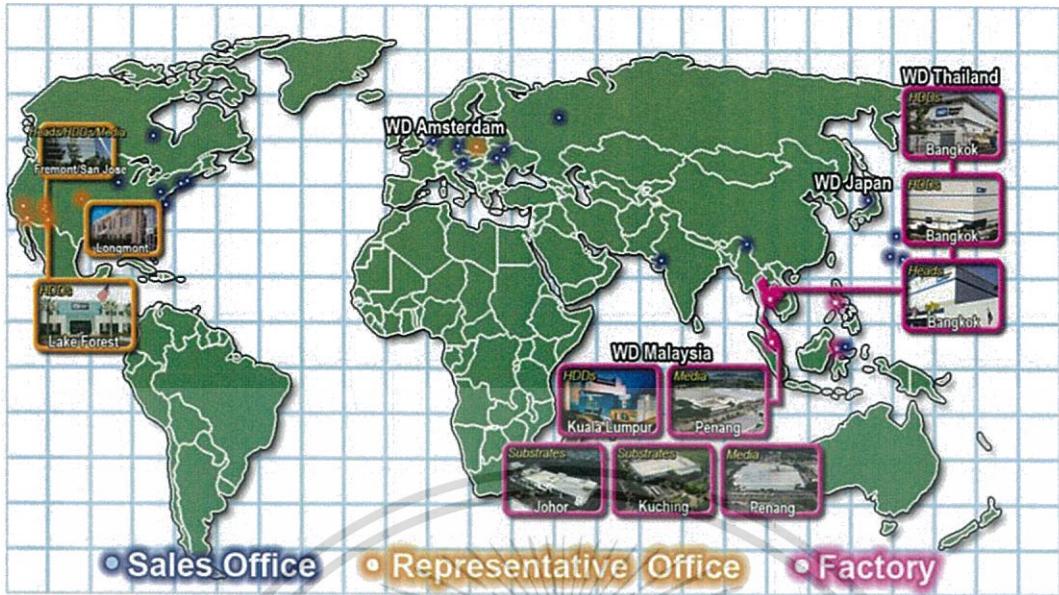 WD Thailand
HDDs
Bangkok
HDDs
Bangkok
Heads
Bangkok
WD Amsterdam
WD Japan
Heads/HDDs/Media
Fremont/San Jose
Longmont
HDDs
Lake Forest
WD Malaysia
HDDs
Kuala Lumpur
Media
Penang
Substrates
Johor
Substrates
Kuching
Media
Penang
Sales Office
Representative Office
Factory